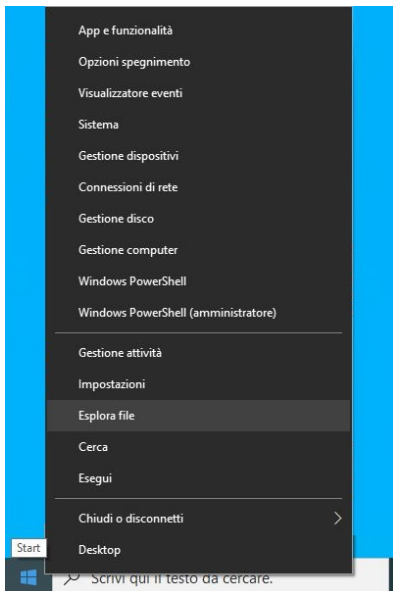 App e funzionalità
Opzioni spegnimento
Visualizzatore eventi
Sistema
Gestione dispositivi
Connessioni di rete
Gestione disco
Gestione computer
Windows PowerShell
Windows PowerShell (amministratore)
Gestione attività
Impostazioni
Esplora file
Cerca
Esegui
Chiudi o disconnetti
Desktop
Start
Scrivi qui il testo da cercare.